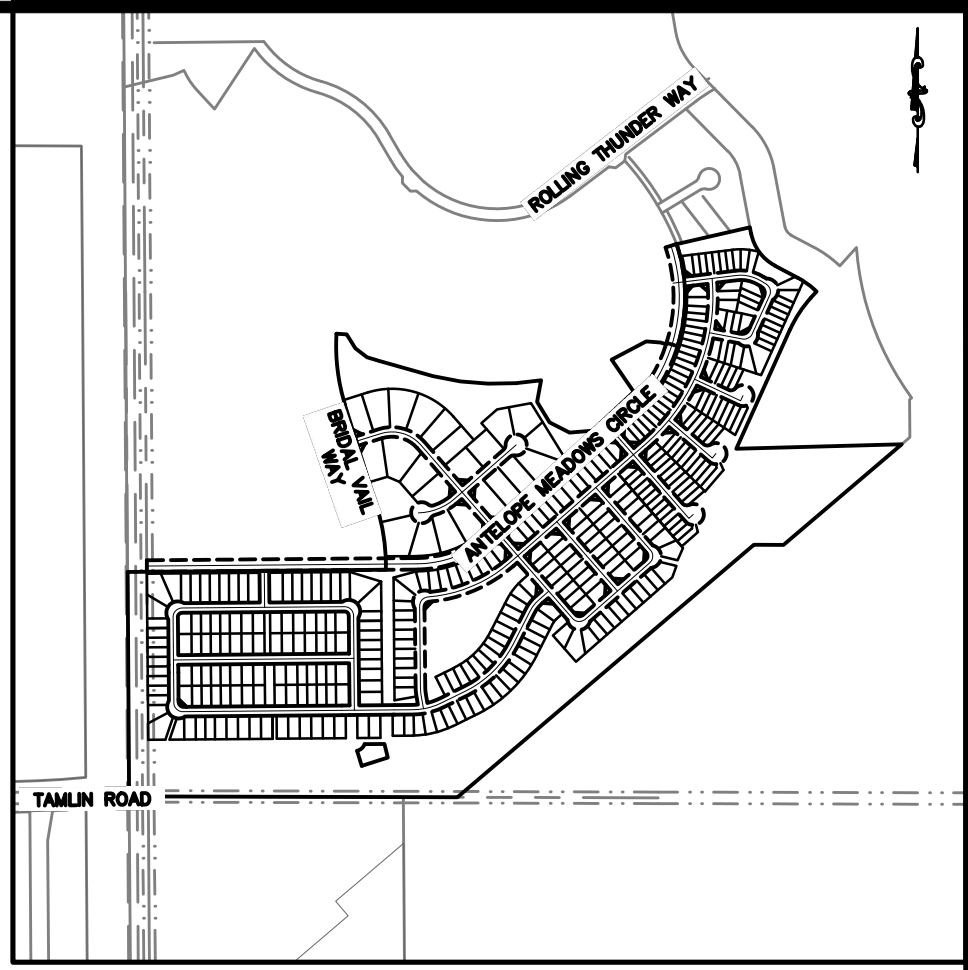 ROLLING THUNDER WAY
BRIDAL VAIL
WAY
ANTELOPE MEADOWS CIRCLE
TAMLIN ROAD